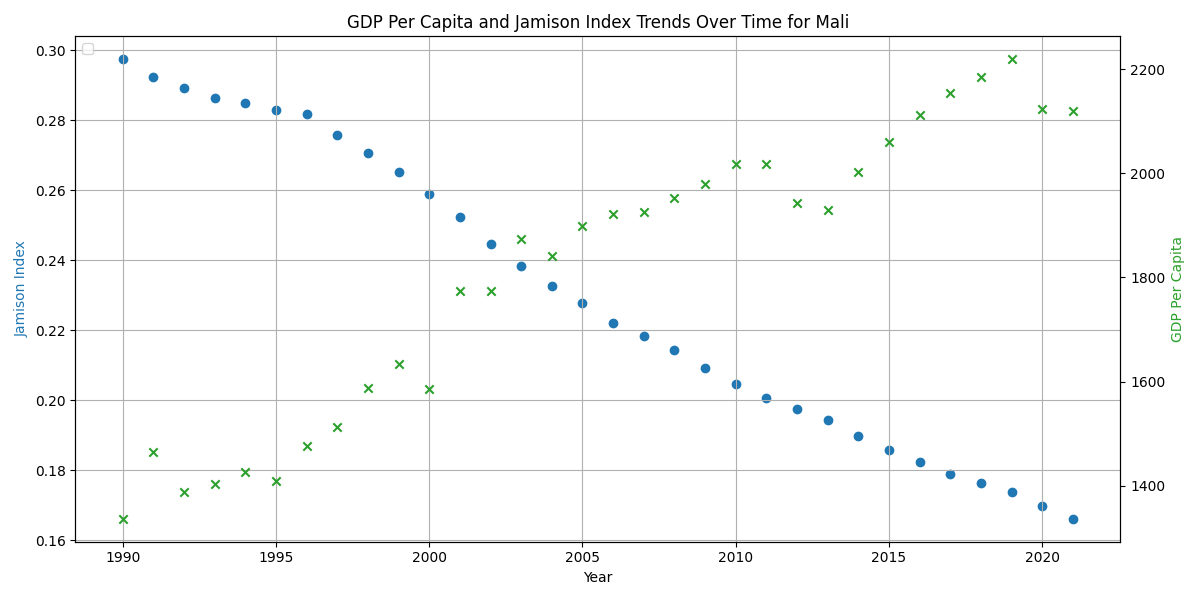 GDP Per Capita and Jamison Index Trends Over Time for Mali
0.30
0.28
0.26
0.24
0.22
0.20
0.18
0.16
Jamison Index
2200
2000
1800
1600
1400
GDP Per Capita
1990 1995 2000 2005 2010 2015 2020
Year